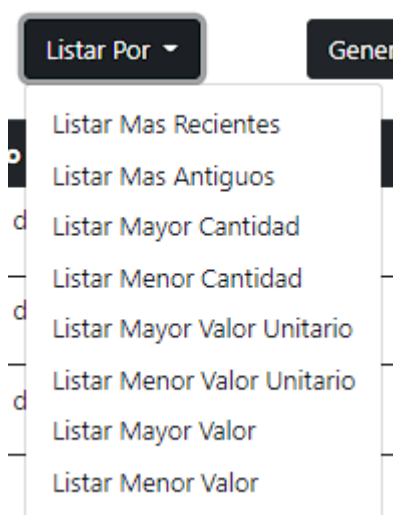 Listar Por
Gener
o
Listar Mas Recientes
Listar Mas Antiguos
d
Listar Mayor Cantidad
Listar Menor Cantidad
d
Listar Mayor Valor Unitario
Listar Menor Valor Unitario
d
Listar Mayor Valor
Listar Menor Valor